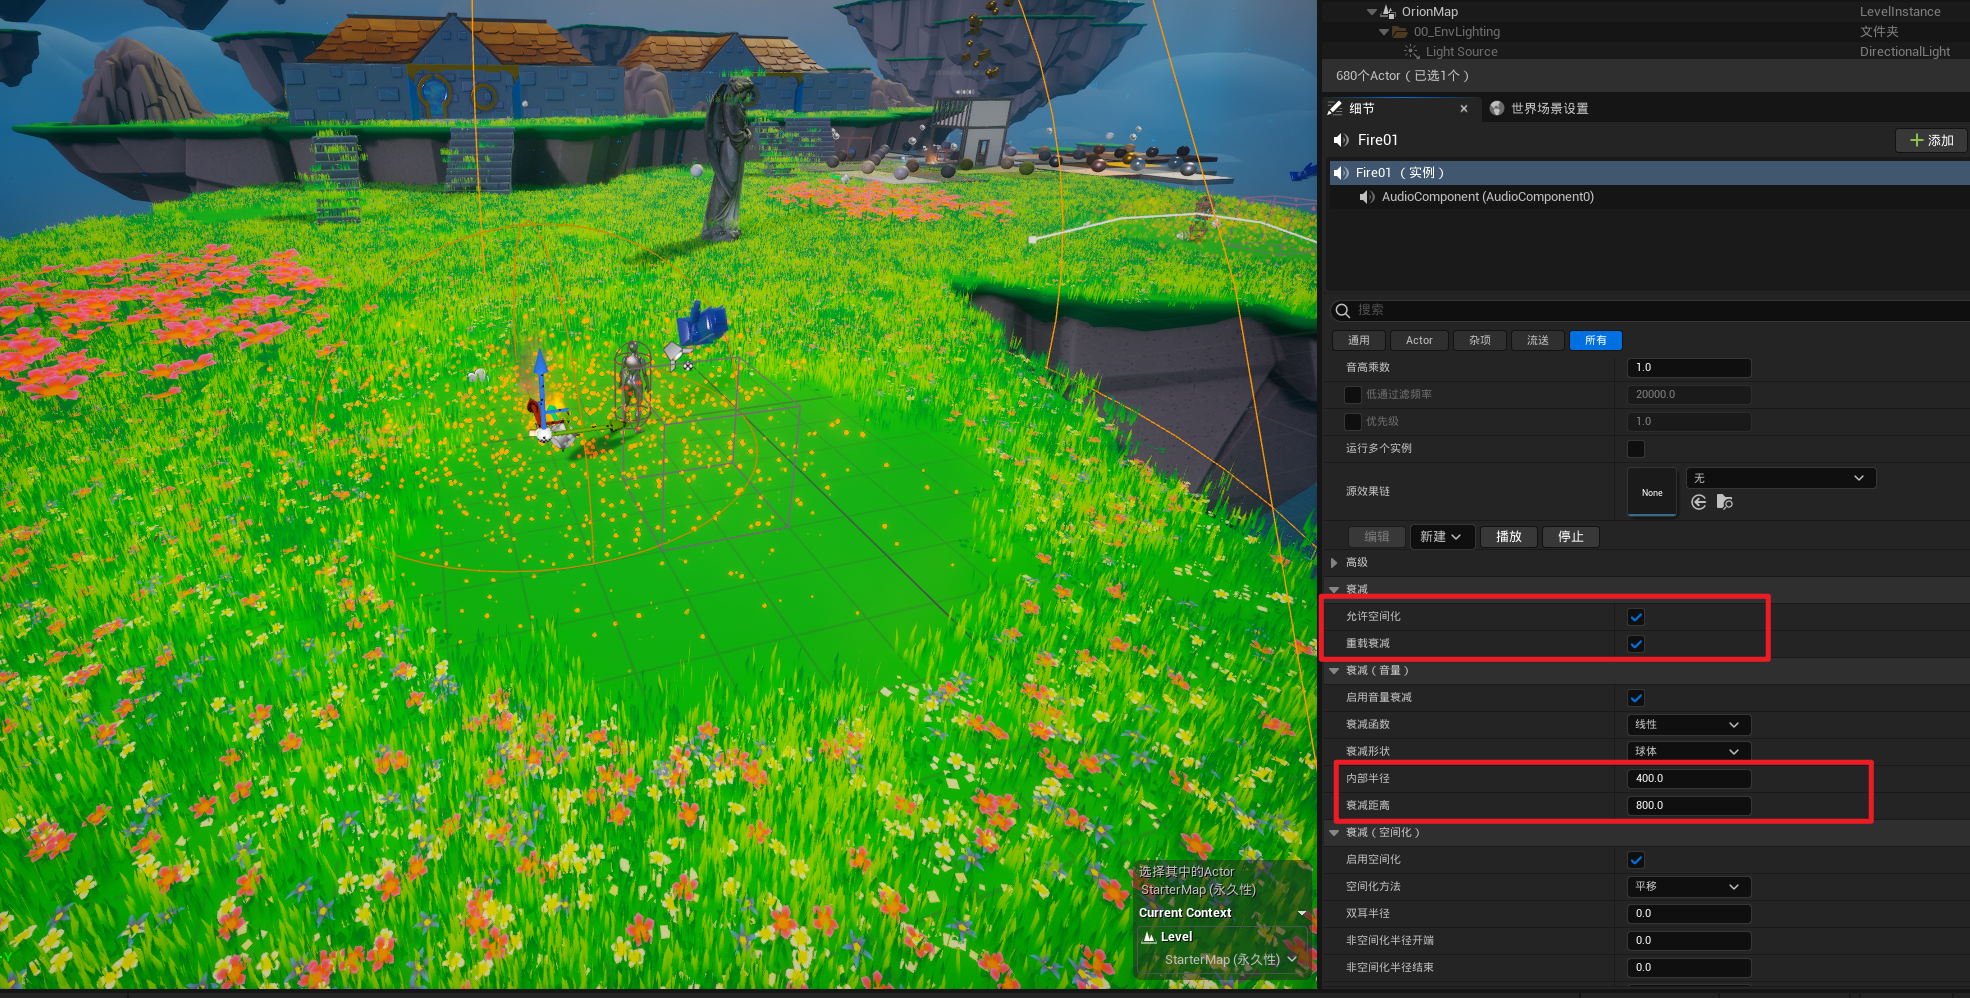 OrionMap LevelInstance
00_EnvLighting 文件夹
Light Source DirectionalLight
680个Actor（已选1个）
细节 世界场景设置
Fire01 添加
Fire01 （实例）
AudioComponent (AudioComponent0)
搜索
通用 Actor 杂项 流送 所有
音高乘数 1.0
低通过滤频率 20000.0
优先级 1.0
运行多个实例
源效果链 None 无
编辑 新建 播放 停止
高级
衰减
允许空间化
重载衰减
衰减（音量）
启用音量衰减
衰减函数 线性
衰减形状 球体
内部半径 400.0
衰减距离 800.0
衰减（空间化）
启用空间化
空间化方法 平移
双耳半径 0.0
非空间化半径开端 0.0
非空间化半径结束 0.0
选择其中的Actor
StarterMap (永久性)
Current Context
Level
StarterMap (永久性)